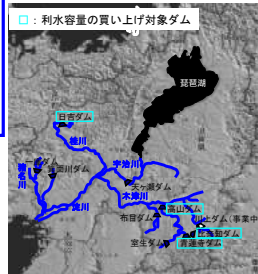 □：利水容量の買い上げ対象ダム
琵琶湖
日吉ダム
桂川
宇治川
猪名川
天ヶ瀬ダム
木津川
淀川
高山ダム
布目ダム
川上ダム(事業中
比奈知ダム
室生ダム
青蓮寺ダム